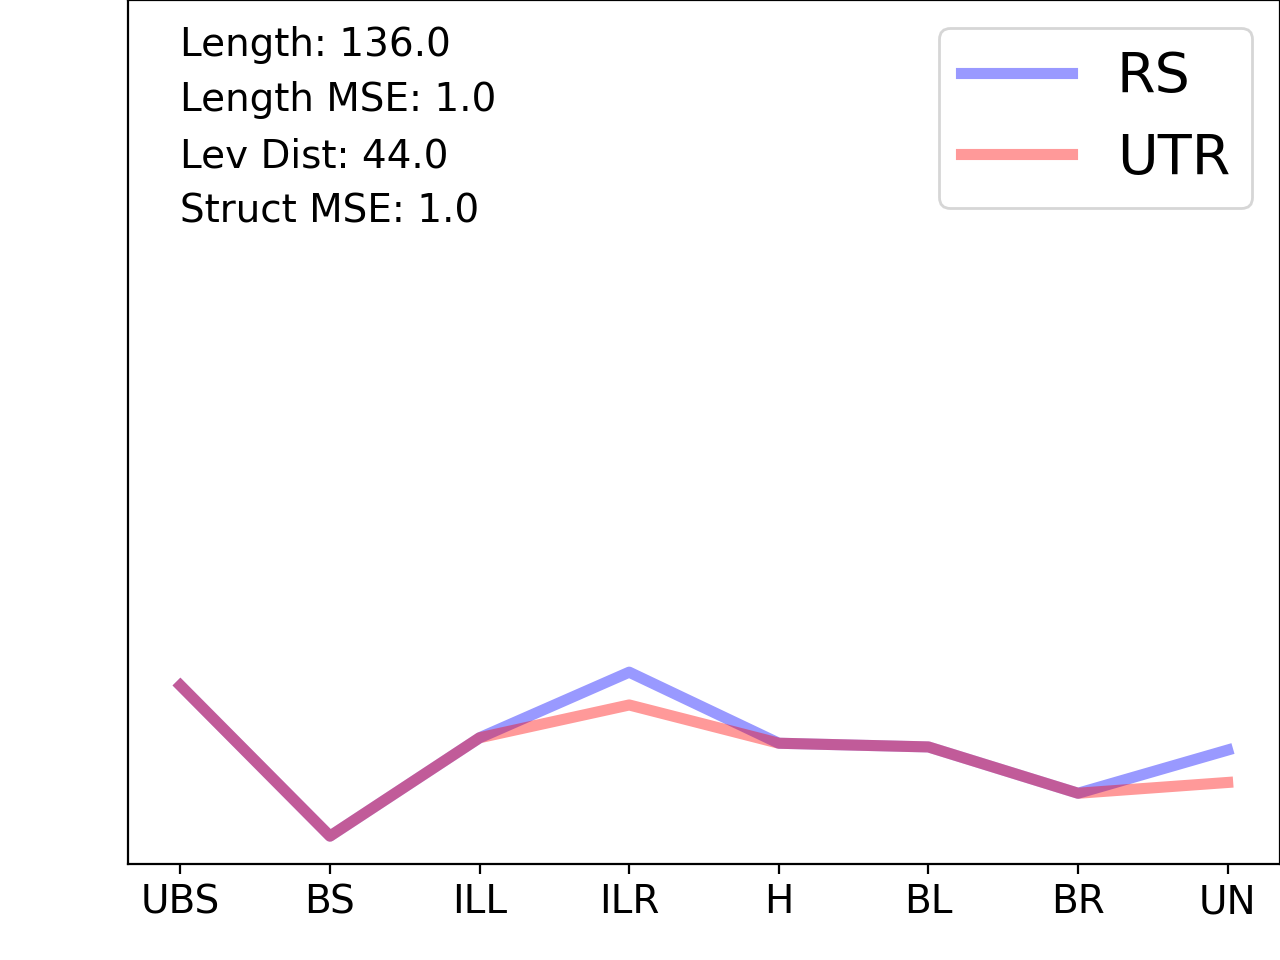 Length: 136.0
Length MSE: 1.0
Lev Dist: 44.0
Struct MSE: 1.0
RS
UTR
UBS BS ILL ILR H BL BR UN